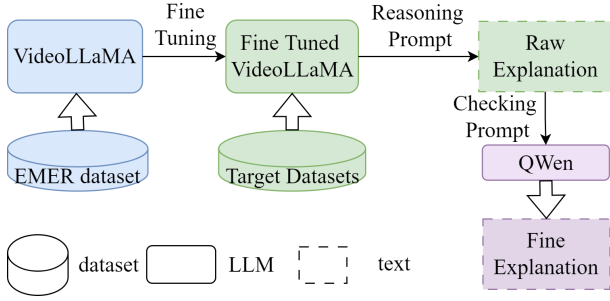 Fine
Tuning
Reasoning
Prompt
VideoLLaMA
Fine Tuned
VideoLLaMA
Raw
Explanation
Checking
Prompt
EMER dataset
Target Datasets
QWen
Fine
Explanation
dataset
LLM
text